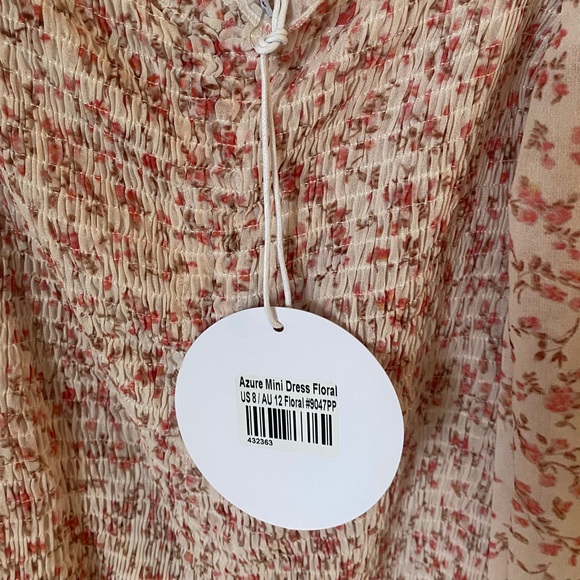 Azure Mini Dress Floral
US 8 / AU 12 Floral #9047PP
432363